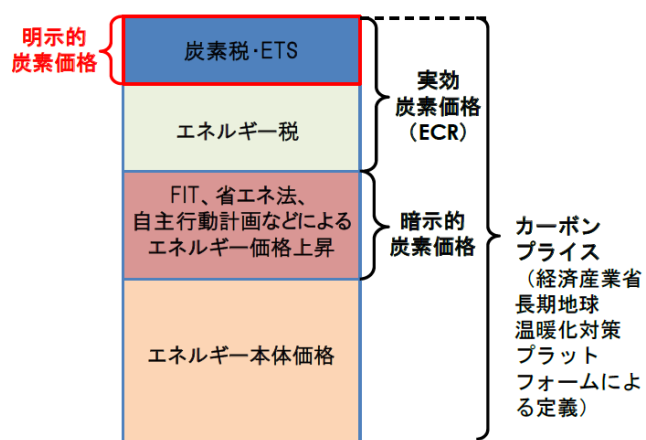 明示的
炭素価格
炭素税・ETS
エネルギー税
FIT、省エネ法、
自主行動計画などによる
エネルギー価格上昇
エネルギー本体価格
実効
炭素価格
（ECR）
暗示的
炭素価格
カーボン
プライス
（経済産業省
長期地球
温暖化対策
プラット
フォームによ
る定義）